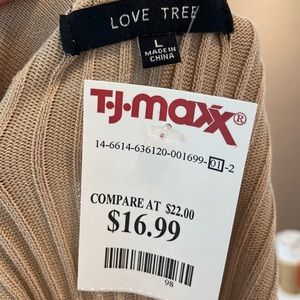 LOVE TREE
L
MADE IN
CHINA
T•J•maxx®
14-6614-636120-001699-01-2
COMPARE AT $22.00
$16.99
98